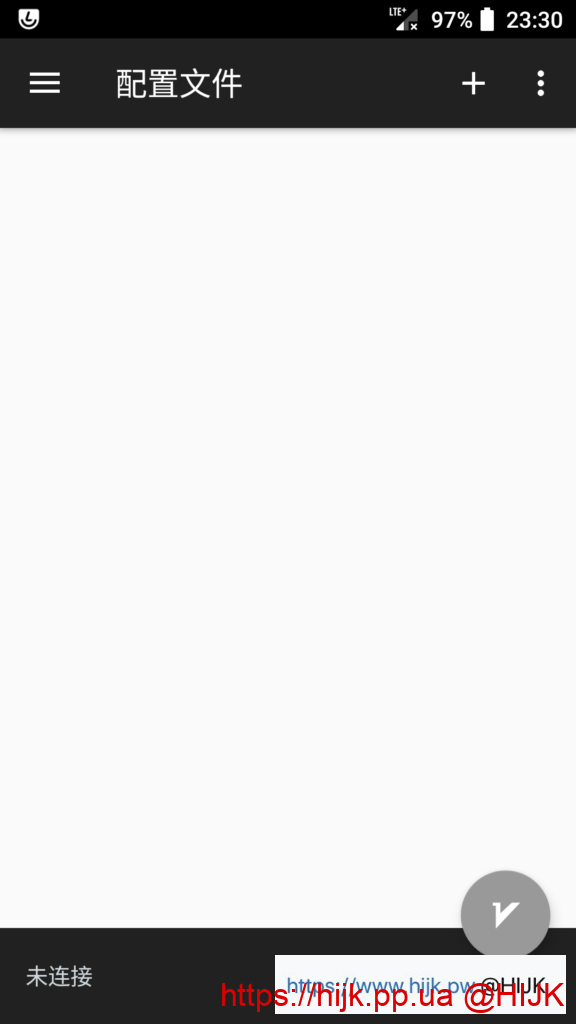 LTE+ 97% 23:30
配置文件
未连接
https://www.hijk.pw @HIJK
https://hijk.pp.ua @HIJK